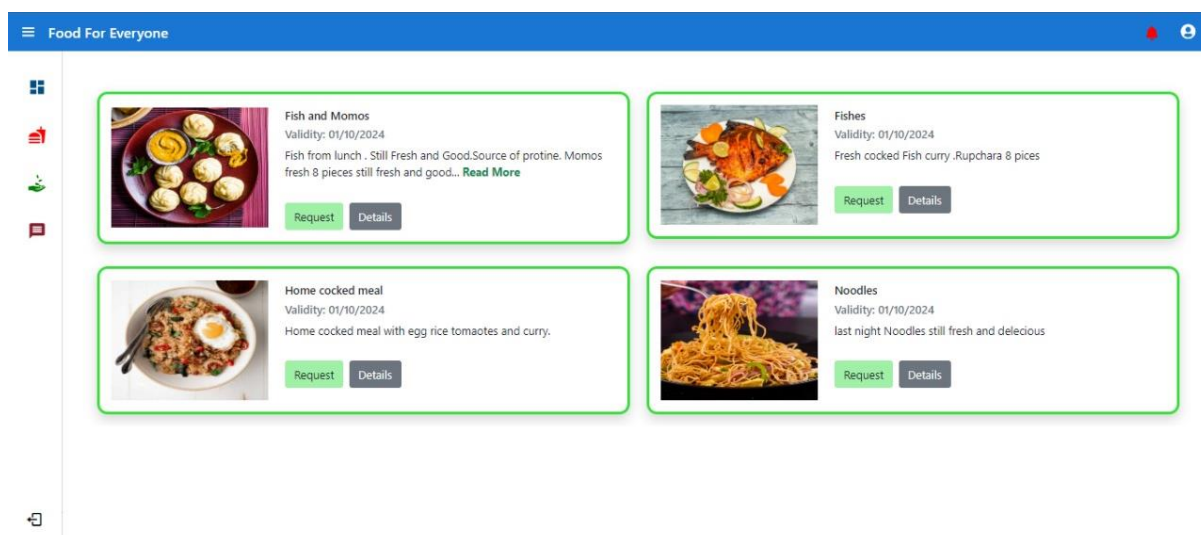 Food For Everyone
Fish and Momos
Validity: 01/10/2024
Fish from lunch . Still Fresh and Good.Source of protine. Momos
fresh 8 pieces still fresh and good... Read More
Request Details
Fishes
Validity: 01/10/2024
Fresh cocked Fish curry .Rupchara 8 pices
Request Details
Home cocked meal
Validity: 01/10/2024
Home cocked meal with egg rice tomaotes and curry.
Request Details
Noodles
Validity: 01/10/2024
last night Noodles still fresh and delecious
Request Details